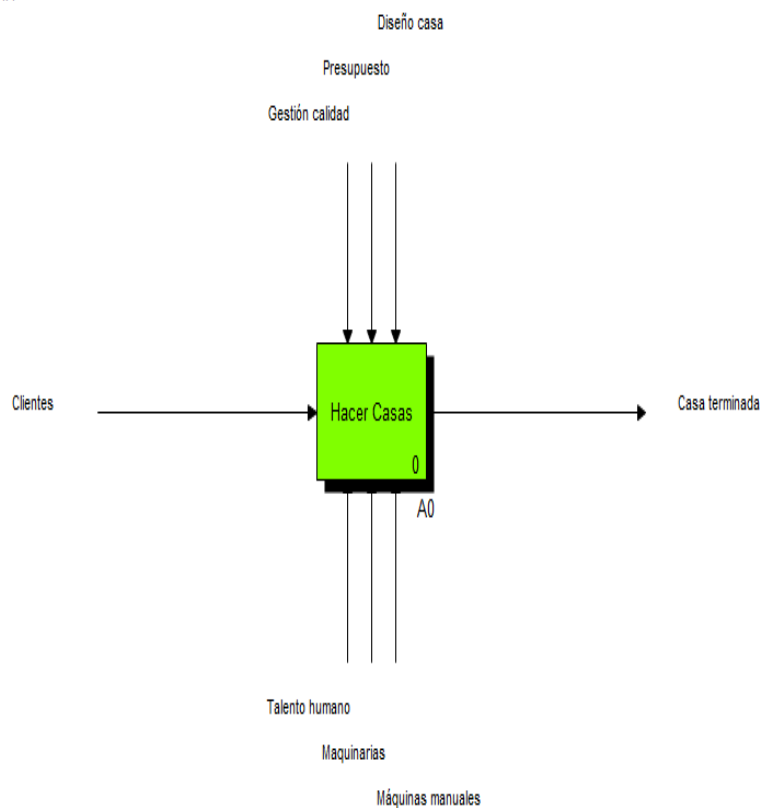 Diseño casa
Presupuesto
Gestión calidad
Clientes
Hacer Casas
Casa terminada
0
A0
Talento humano
Maquinarias
Máquinas manuales